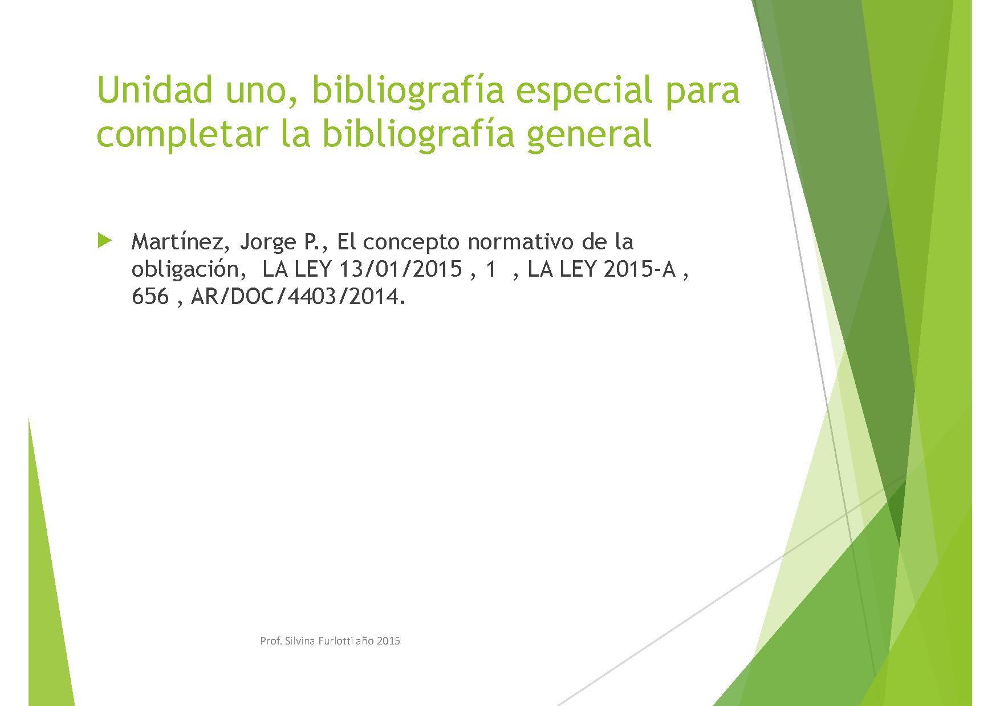 Unidad uno, bibliografía especial para
completar la bibliografía general
Martínez, Jorge P., El concepto normativo de la
obligación, LA LEY 13/01/2015 , 1 , LA LEY 2015-A ,
656 , AR/DOC/4403/2014.
Prof. Silvina Furlotti año 2015